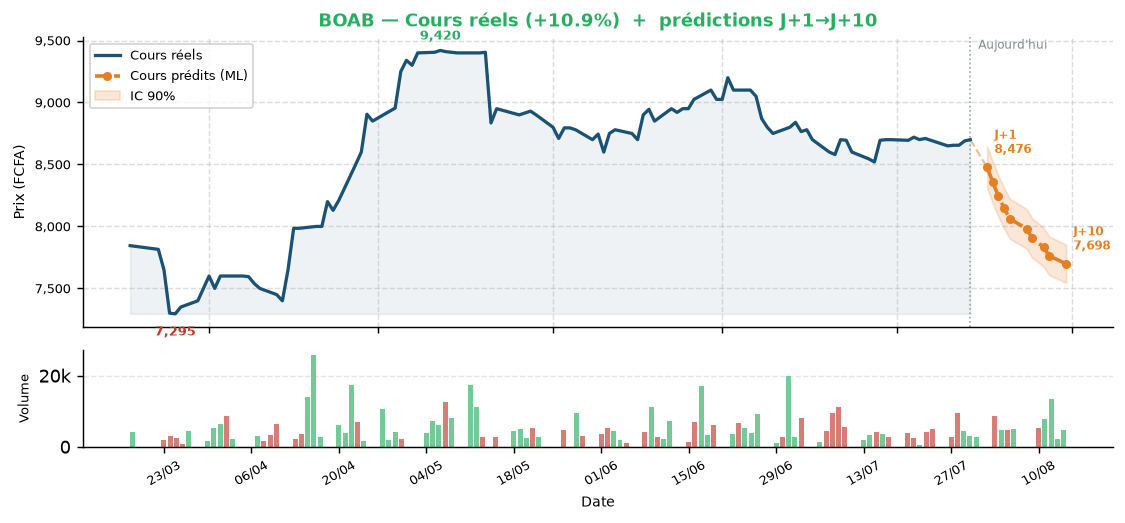 BOAB — Cours réels (+10.9%)  +  prédictions J+1→J+10
9,420
Aujourd'hui
Cours réels
Cours prédits (ML)
IC 90%
9,500
9,000
8,500
8,000
7,500
Prix (FCFA)
J+1
8,476
J+10
7,698
7,295
20k
0
Volume
23/03
06/04
20/04
04/05
18/05
01/06
15/06
29/06
13/07
27/07
10/08
Date